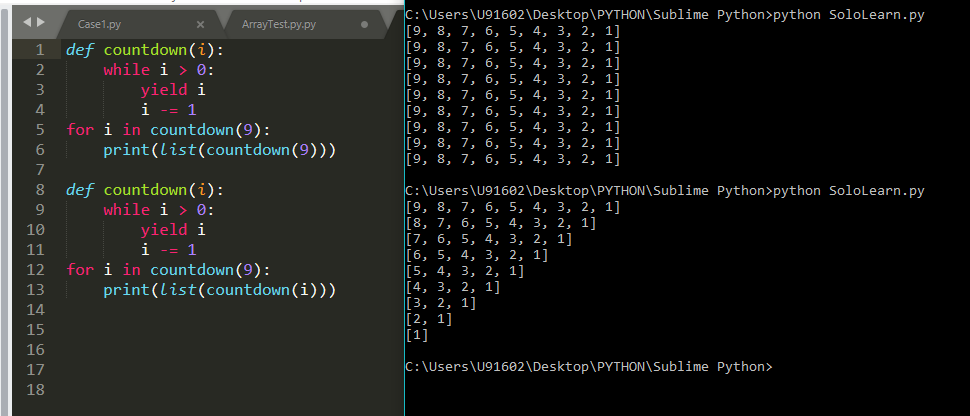 Case1.py × ArrayTest.py.py
1 def countdown(i):
2 while i > 0:
3 yield i
4 i -= 1
5 for i in countdown(9):
6 print(list(countdown(9)))
7
8 def countdown(i):
9 while i > 0:
10 yield i
11 i -= 1
12 for i in countdown(9):
13 print(list(countdown(i)))
14
15
16
17
18
C:\Users\U91602\Desktop\PYTHON\Sublime Python>python SoloLearn.py
[9, 8, 7, 6, 5, 4, 3, 2, 1]
[9, 8, 7, 6, 5, 4, 3, 2, 1]
[9, 8, 7, 6, 5, 4, 3, 2, 1]
[9, 8, 7, 6, 5, 4, 3, 2, 1]
[9, 8, 7, 6, 5, 4, 3, 2, 1]
[9, 8, 7, 6, 5, 4, 3, 2, 1]
[9, 8, 7, 6, 5, 4, 3, 2, 1]
[9, 8, 7, 6, 5, 4, 3, 2, 1]
[9, 8, 7, 6, 5, 4, 3, 2, 1]
C:\Users\U91602\Desktop\PYTHON\Sublime Python>python SoloLearn.py
[9, 8, 7, 6, 5, 4, 3, 2, 1]
[8, 7, 6, 5, 4, 3, 2, 1]
[7, 6, 5, 4, 3, 2, 1]
[6, 5, 4, 3, 2, 1]
[5, 4, 3, 2, 1]
[4, 3, 2, 1]
[3, 2, 1]
[2, 1]
[1]
C:\Users\U91602\Desktop\PYTHON\Sublime Python>